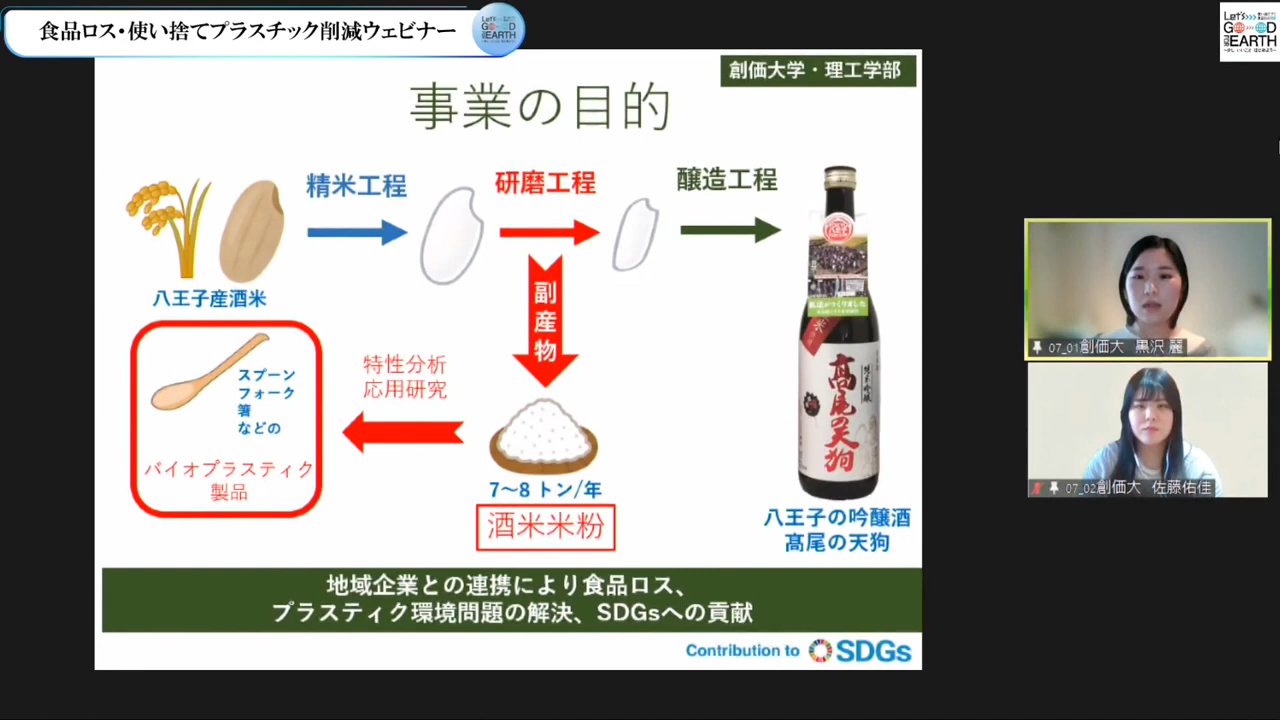 食品ロス・使い捨てプラスチック削減ウェビナー
Let's
GOOD
EARTH
Let's
GOOD
FOR
EARTH
創価大学・理工学部
事業の目的
精米工程
研磨工程
醸造工程
八王子産酒米
副産物
特性分析
応用研究
スプーン
フォーク
箸
などの
バイオプラスティク
製品
7~8 トン/年
酒米米粉
髙尾の天狗
八王子の吟醸酒
髙尾の天狗
地域企業との連携により食品ロス、
プラスティク環境問題の解決、SDGsへの貢献
Contribution to SDGs
07_01創価大 黒沢 麗
07_02創価大 佐藤佑佳